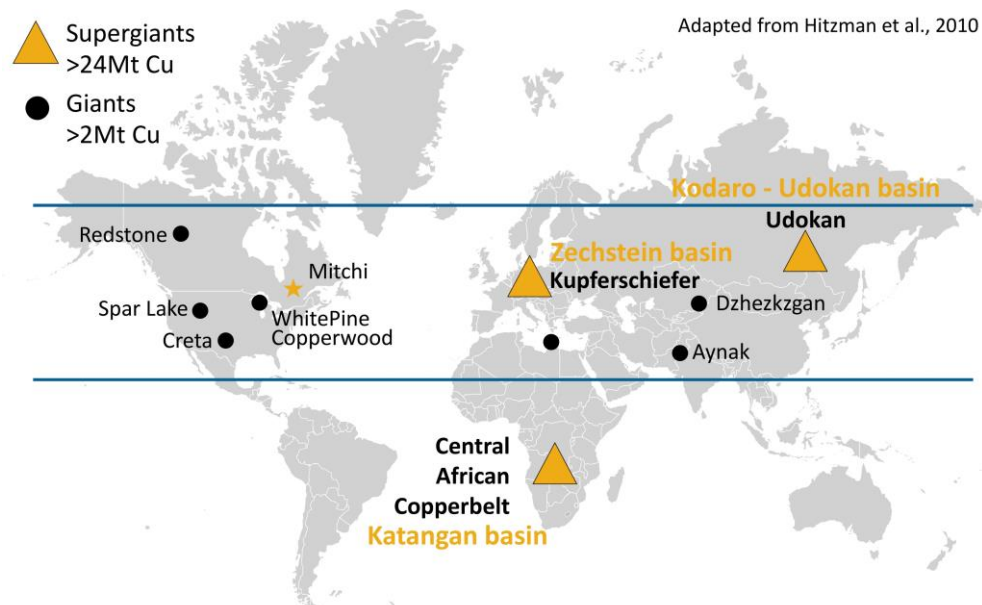 Supergiants
>24Mt Cu
Giants
>2Mt Cu
Adapted from Hitzman et al., 2010
Kodaro - Udokan basin
Udokan
Redstone
Mitchi
Zechstein basin
Kupferschiefer
Spar Lake
WhitePine
Copperwood
Dzhezkzgan
Creta
Aynak
Central
African
Copperbelt
Katangan basin